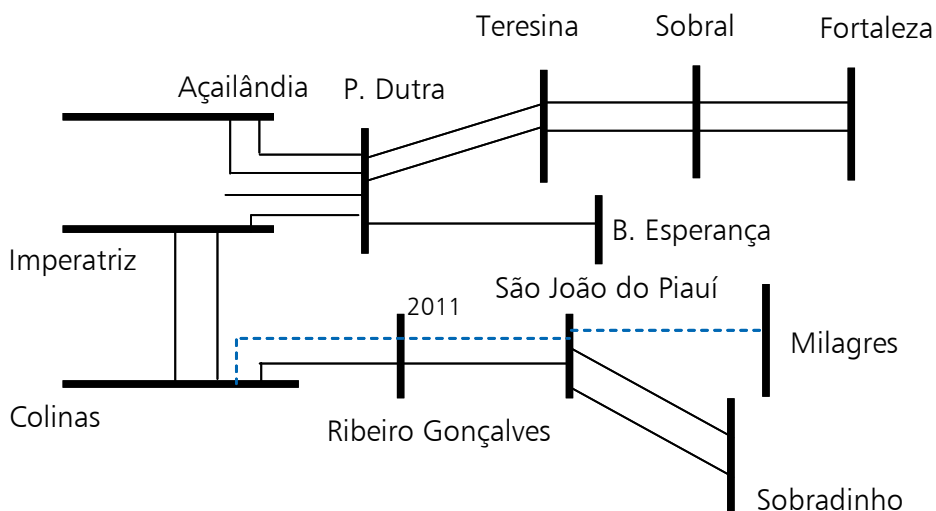 Teresina
Sobral
Fortaleza
Açailândia
P. Dutra
B. Esperança
Imperatriz
São João do Piauí
2011
Milagres
Colinas
Ribeiro Gonçalves
Sobradinho